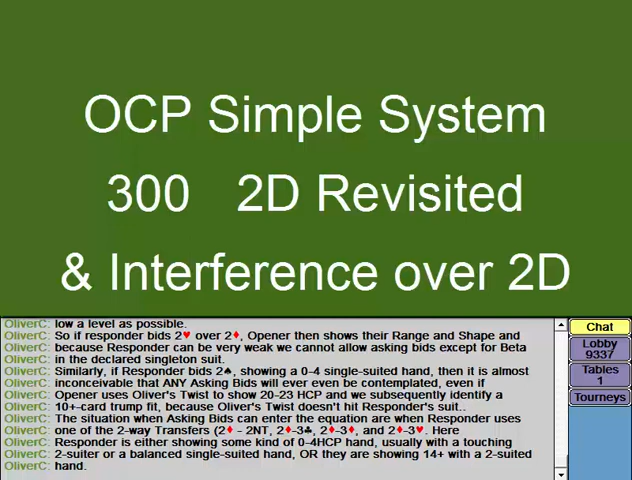 OCP Simple System
300 2D Revisited
& Interference over 2D
OliverC: low a level as possible.
OliverC: So if responder bids 2♥ over 2♦, Opener then shows their Range and Shape and
OliverC: because Responder can be very weak we cannot allow asking bids except for Beta
OliverC: in the declared singleton suit.
OliverC: Similarly, if Responder bids 2♠, showing a 0-4 single-suited hand, then it is almost
OliverC: inconceivable that ANY Asking Bids will ever even be contemplated, even if
OliverC: Opener uses Oliver's Twist to show 20-23 HCP and we subsequently identify a
OliverC: 10+-card trump fit, because Oliver's Twist doesn't hit Responder's suit..
OliverC: The situation when Asking Bids can enter the equation are when Responder uses
OliverC: one of the 2-way Transfers (2♦ - 2NT, 2♦-3♣, 2♦-3♦, and 2♦-3♥. Here
OliverC: Responder is either showing some kind of 0-4HCP hand, usually with a touching
OliverC: 2-suiter or a balanced single-suited hand, OR they are showing 14+ with a 2-suited
OliverC: hand.
Chat
Lobby
9337
Tables
1
Tourneys